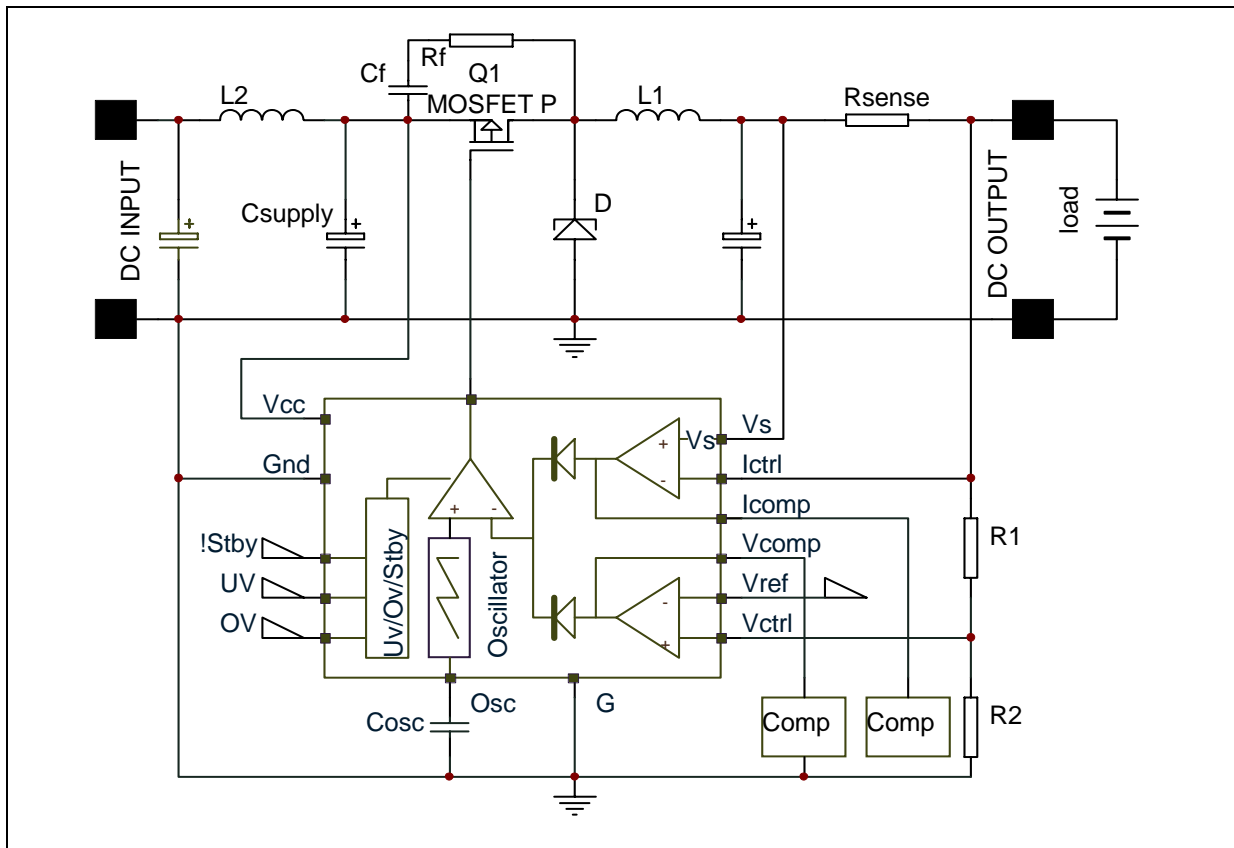 Rf
Cf
Q1
MOSFET P
L2
L1
Rsense
DC INPUT
Csupply
+
+
D
+
DC OUTPUT
load
Vcc
Vs
Vs
+
-
Gnd
Ictrl
Icomp
+
-
!Stby
Vcomp
UV
Vref
-
OV
Vctrl
+
Uv/Ov/Stby
Oscillator
R1
Osc
G
Cosc
Comp
Comp
R2